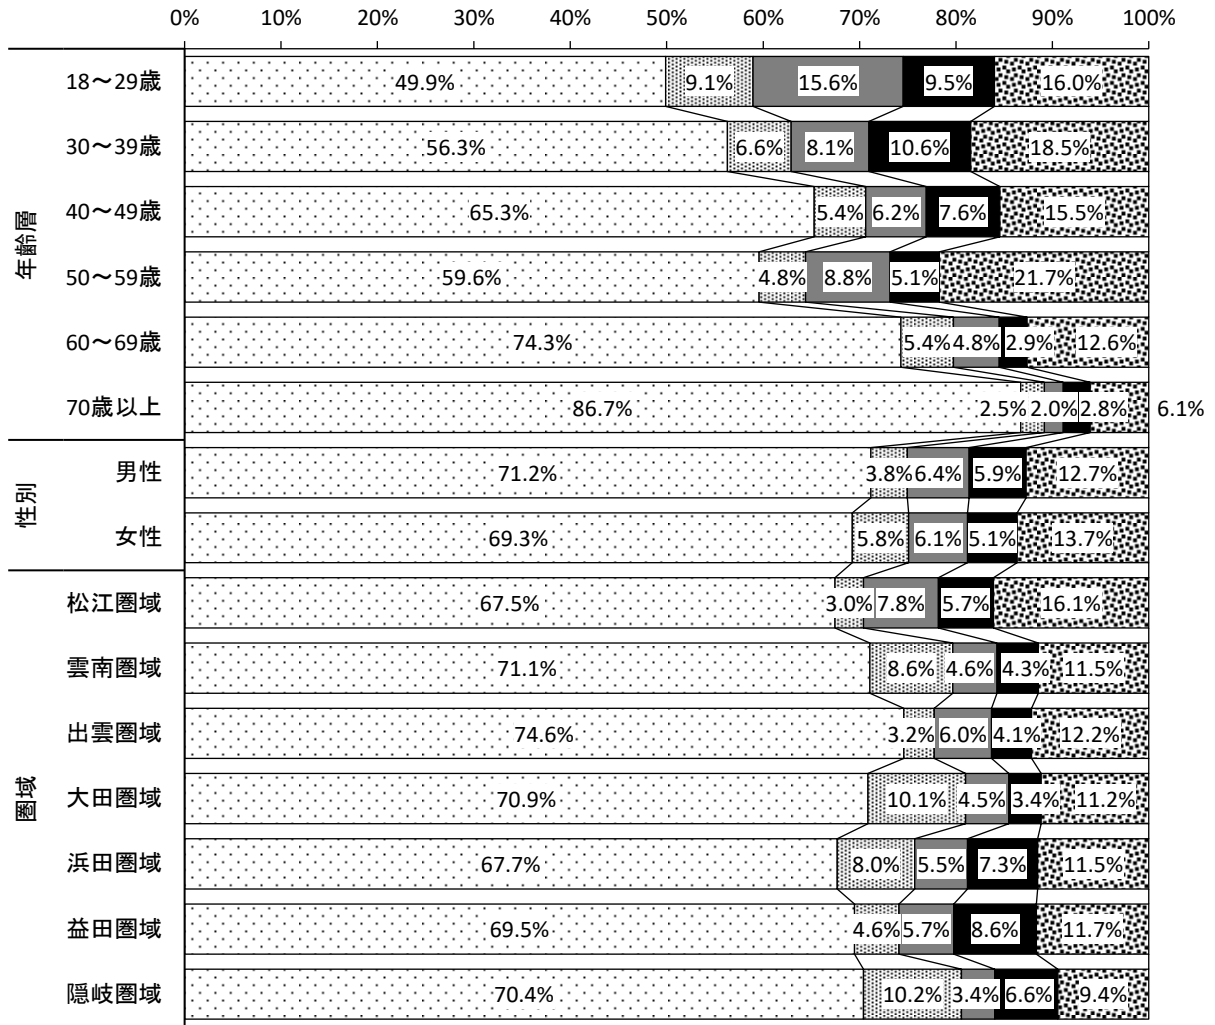 0% 10% 20% 30% 40% 50% 60% 70% 80% 90% 100%
年齢層
18～29歳 49.9% 9.1% 15.6% 9.5% 16.0%
30～39歳 56.3% 6.6% 8.1% 10.6% 18.5%
40～49歳 65.3% 5.4% 6.2% 7.6% 15.5%
50～59歳 59.6% 4.8% 8.8% 5.1% 21.7%
60～69歳 74.3% 5.4% 4.8% 2.9% 12.6%
70歳以上 86.7% 2.5% 2.0% 2.8% 6.1%
性別
男性 71.2% 3.8% 6.4% 5.9% 12.7%
女性 69.3% 5.8% 6.1% 5.1% 13.7%
圏域
松江圏域 67.5% 3.0% 7.8% 5.7% 16.1%
雲南圏域 71.1% 8.6% 4.6% 4.3% 11.5%
出雲圏域 74.6% 3.2% 6.0% 4.1% 12.2%
大田圏域 70.9% 10.1% 4.5% 3.4% 11.2%
浜田圏域 67.7% 8.0% 5.5% 7.3% 11.5%
益田圏域 69.5% 4.6% 5.7% 8.6% 11.7%
隠岐圏域 70.4% 10.2% 3.4% 6.6% 9.4%